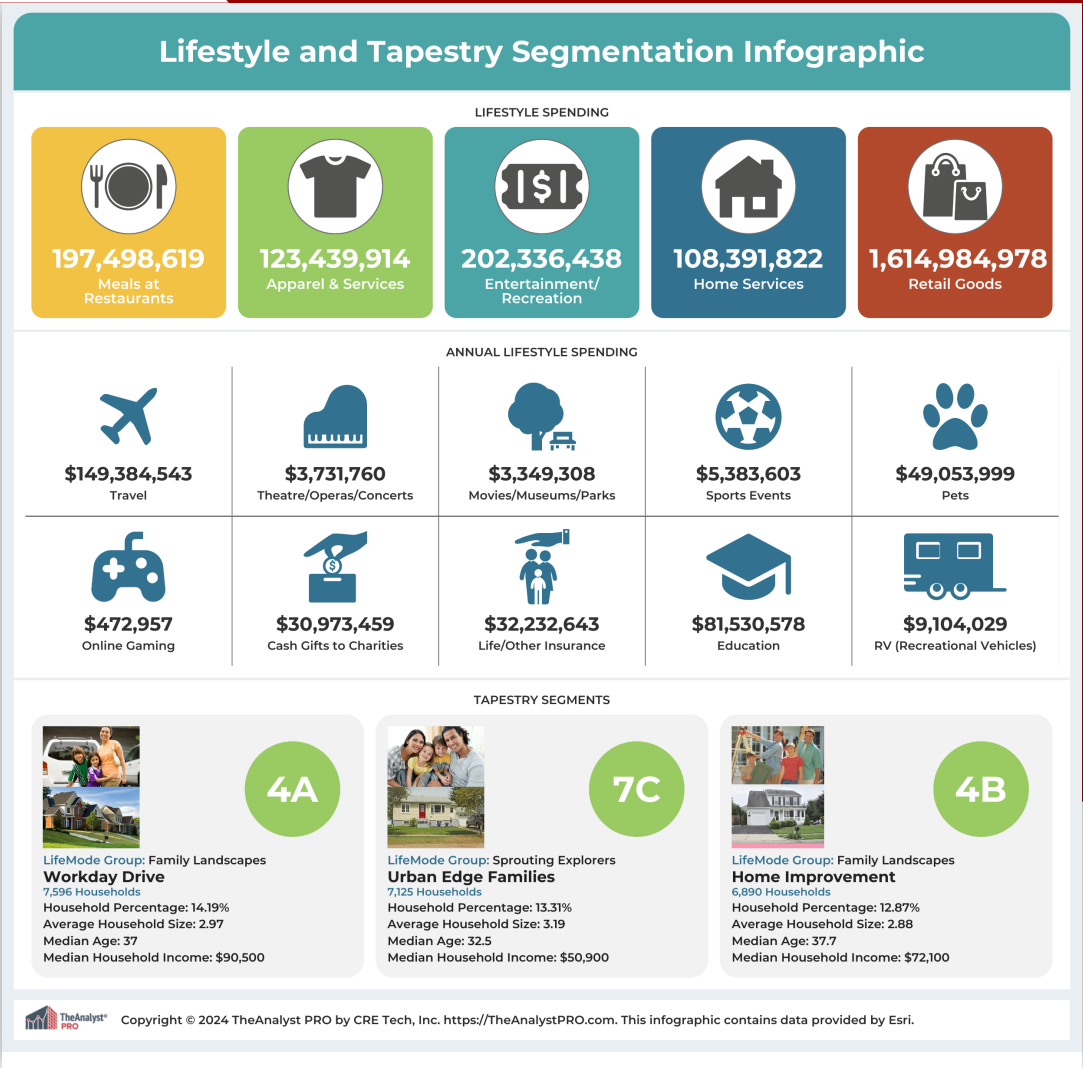 Lifestyle and Tapestry Segmentation Infographic
LIFESTYLE SPENDING
197,498,619
Meals at
Restaurants
$
123,439,914
Apparel & Services
202,336,438
Entertainment/
Recreation
108,391,822
Home Services
1,614,984,978
Retail Goods
ANNUAL LIFESTYLE SPENDING
$149,384,543
Travel
$3,731,760
Theatre/Operas/Concerts
$3,349,308
Movies/Museums/Parks
$5,383,603
Sports Events
$49,053,999
Pets
$472,957
Online Gaming
$
$30,973,459
Cash Gifts to Charities
$32,232,643
Life/Other Insurance
$81,530,578
Education
$9,104,029
RV (Recreational Vehicles)
TAPESTRY SEGMENTS
4A
LifeMode Group: Family Landscapes
Workday Drive
7,596 Households
Household Percentage: 14.19%
Average Household Size: 2.97
Median Age: 37
Median Household Income: $90,500
7C
LifeMode Group: Sprouting Explorers
Urban Edge Families
7,125 Households
Household Percentage: 13.31%
Average Household Size: 3.19
Median Age: 32.5
Median Household Income: $50,900
4B
LifeMode Group: Family Landscapes
Home Improvement
6,890 Households
Household Percentage: 12.87%
Average Household Size: 2.88
Median Age: 37.7
Median Household Income: $72,100
TheAnalyst®
PRO
Copyright © 2024 TheAnalyst PRO by CRE Tech, Inc. https://TheAnalystPRO.com. This infographic contains data provided by Esri.